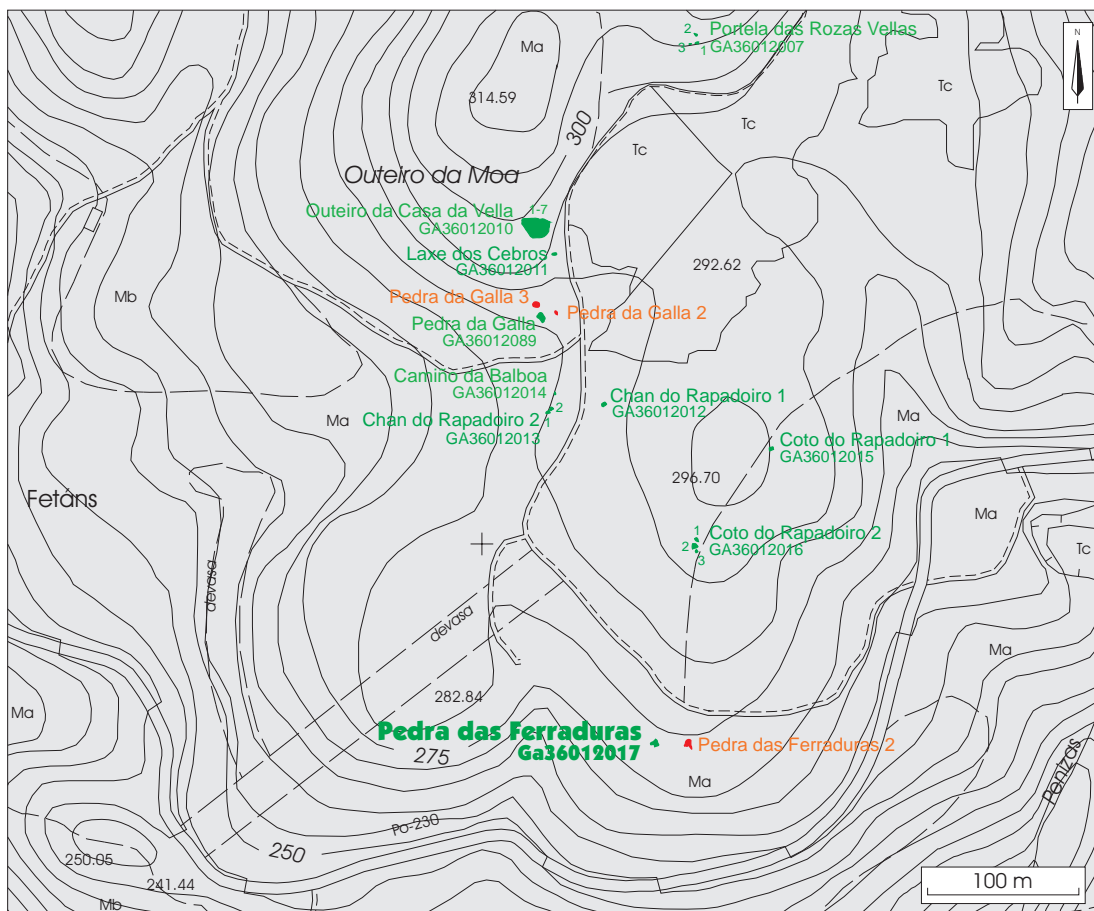 2 Portela das Rozas Vellas
3 1 GA36012007
N
Ma
Tc
314.59
300
Tc
Tc
Outeiro da Moa
Outeiro da Casa da Vella 1-7
GA36012010
Laxe dos Cebros
GA36012011
292.62
Mb
Pedra da Galla 3
Pedra da Galla 2
Pedra da Galla
GA36012089
Camiño da Balboa
GA36012014
Chan do Rapadoiro 1
GA36012012
Chan do Rapadoiro 2 2
1
GA36012013
Ma
Ma
Coto do Rapadoiro 1
GA36012015
296.70
Fetáns
Ma
1 Coto do Rapadoiro 2
2 GA36012016
3
Tc
devasa
devasa
Ma
282.84
Ma
Pedra das Ferraduras
Ga36012017
Pedra das Ferraduras 2
275
Ma
Penizas
Po-230
250
250.05
241.44
Mb
100 m